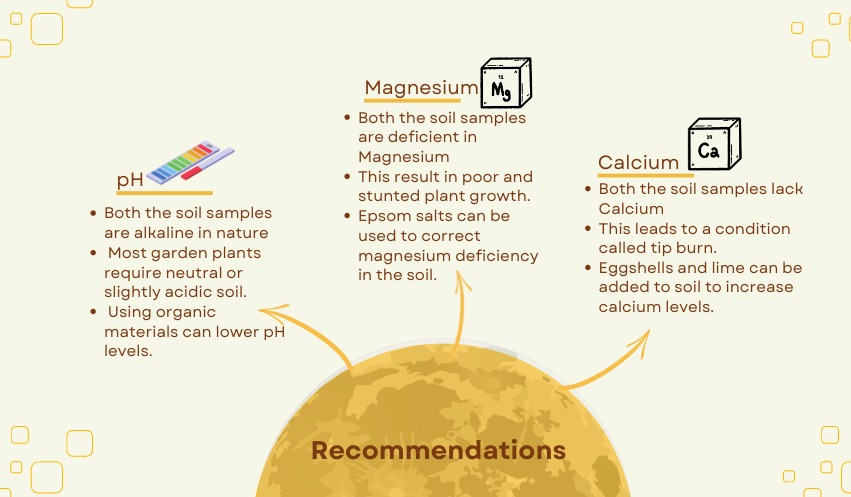 Magnesium
12
Mg
• Both the soil samples
are deficient in
Magnesium
• This result in poor and
stunted plant growth.
• Epsom salts can be
used to correct
magnesium deficiency
in the soil.
pH
• Both the soil samples
are alkaline in nature
• Most garden plants
require neutral or
slightly acidic soil.
• Using organic
materials can lower pH
levels.
Calcium
20
Ca
• Both the soil samples lack
Calcium
• This leads to a condition
called tip burn.
• Eggshells and lime can be
added to soil to increase
calcium levels.
Recommendations